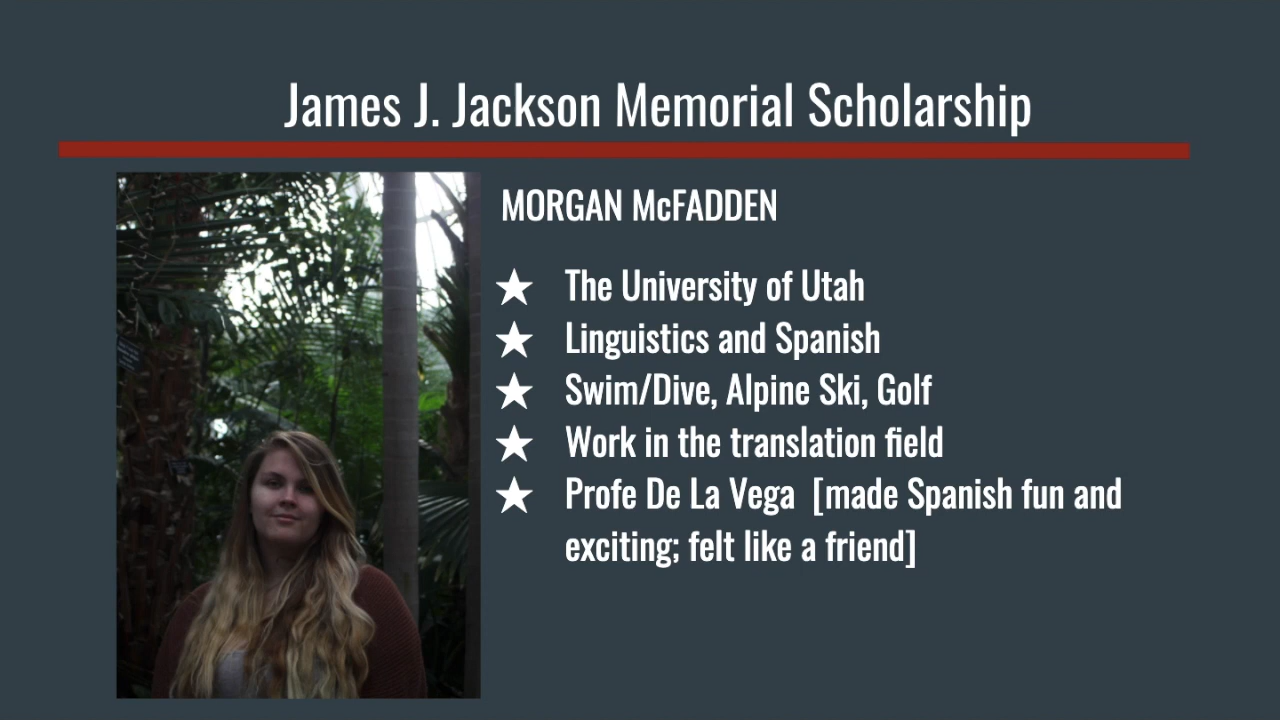 James J. Jackson Memorial Scholarship
MORGAN McFADDEN
The University of Utah
Linguistics and Spanish
Swim/Dive, Alpine Ski, Golf
Work in the translation field
Profe De La Vega [made Spanish fun and
exciting; felt like a friend]